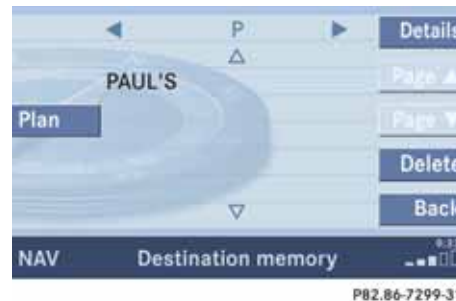 P
Details
PAUL'S
Page ▲
Plan
Page ▼
Delete
Back
NAV Destination memory
P82.86-7299-31